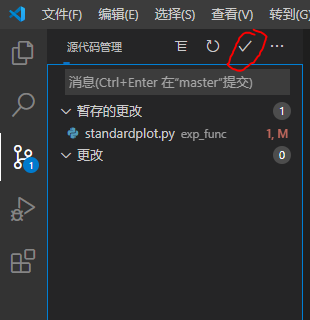 文件(F) 编辑(E) 选择(S) 查看(V) 转到(G)
源代码管理
消息(Ctrl+Enter 在"master"提交)
暂存的更改 1
standardplot.py exp_func 1, M
更改 0
1